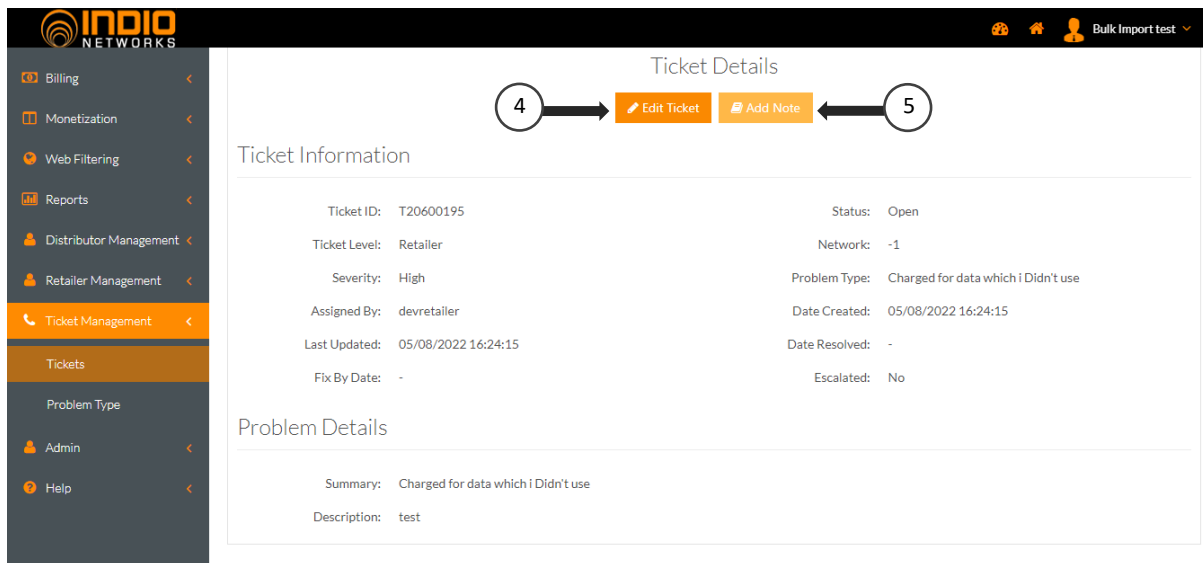 INDIO
NETWORKS
Bulk Import test
Billing
Monetization
Web Filtering
Reports
Distributor Management
Retailer Management
Ticket Management
Tickets
Problem Type
Admin
Help
Ticket Details
4
Edit Ticket
Add Note
5
Ticket Information
Ticket ID: T20600195
Status: Open
Ticket Level: Retailer
Network: -1
Severity: High
Problem Type: Charged for data which i Didn't use
Assigned By: devretailer
Date Created: 05/08/2022 16:24:15
Last Updated: 05/08/2022 16:24:15
Date Resolved: -
Fix By Date: -
Escalated: No
Problem Details
Summary: Charged for data which i Didn't use
Description: test